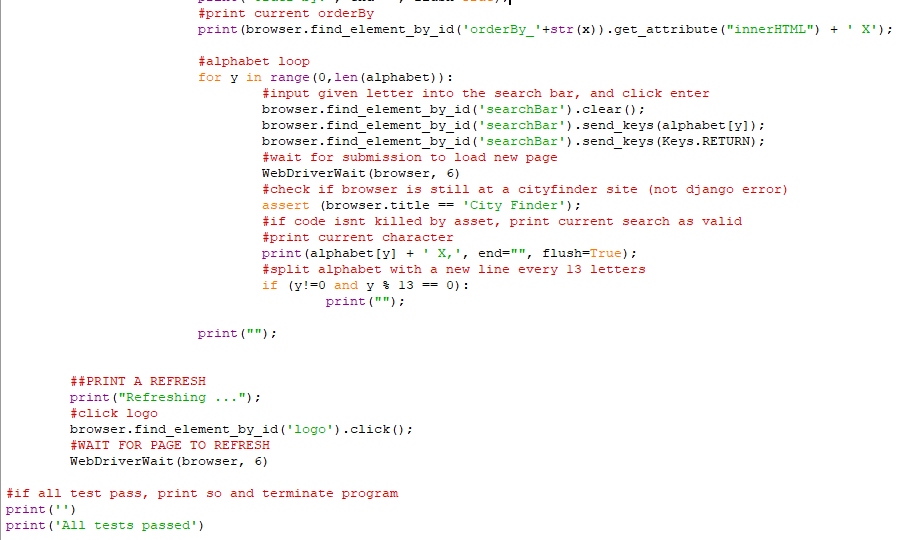 #print current orderBy
print(browser.find_element_by_id('orderBy_'+str(x)).get_attribute("innerHTML") + ' X');
#alphabet loop
for y in range(0,len(alphabet)):
#input given letter into the search bar, and click enter
browser.find_element_by_id('searchBar').clear();
browser.find_element_by_id('searchBar').send_keys(alphabet[y]);
browser.find_element_by_id('searchBar').send_keys(Keys.RETURN);
#wait for submission to load new page
WebDriverWait(browser, 6)
#check if browser is still at a cityfinder site (not django error)
assert (browser.title == 'City Finder');
#if code isnt killed by asset, print current search as valid
#print current character
print(alphabet[y] + ' X,', end="", flush=True);
#split alphabet with a new line every 13 letters
if (y!=0 and y % 13 == 0):
print("");
print("");
##PRINT A REFRESH
print("Refreshing ...");
#click logo
browser.find_element_by_id('logo').click();
#WAIT FOR PAGE TO REFRESH
WebDriverWait(browser, 6)
#if all test pass, print so and terminate program
print('')
print('All tests passed')